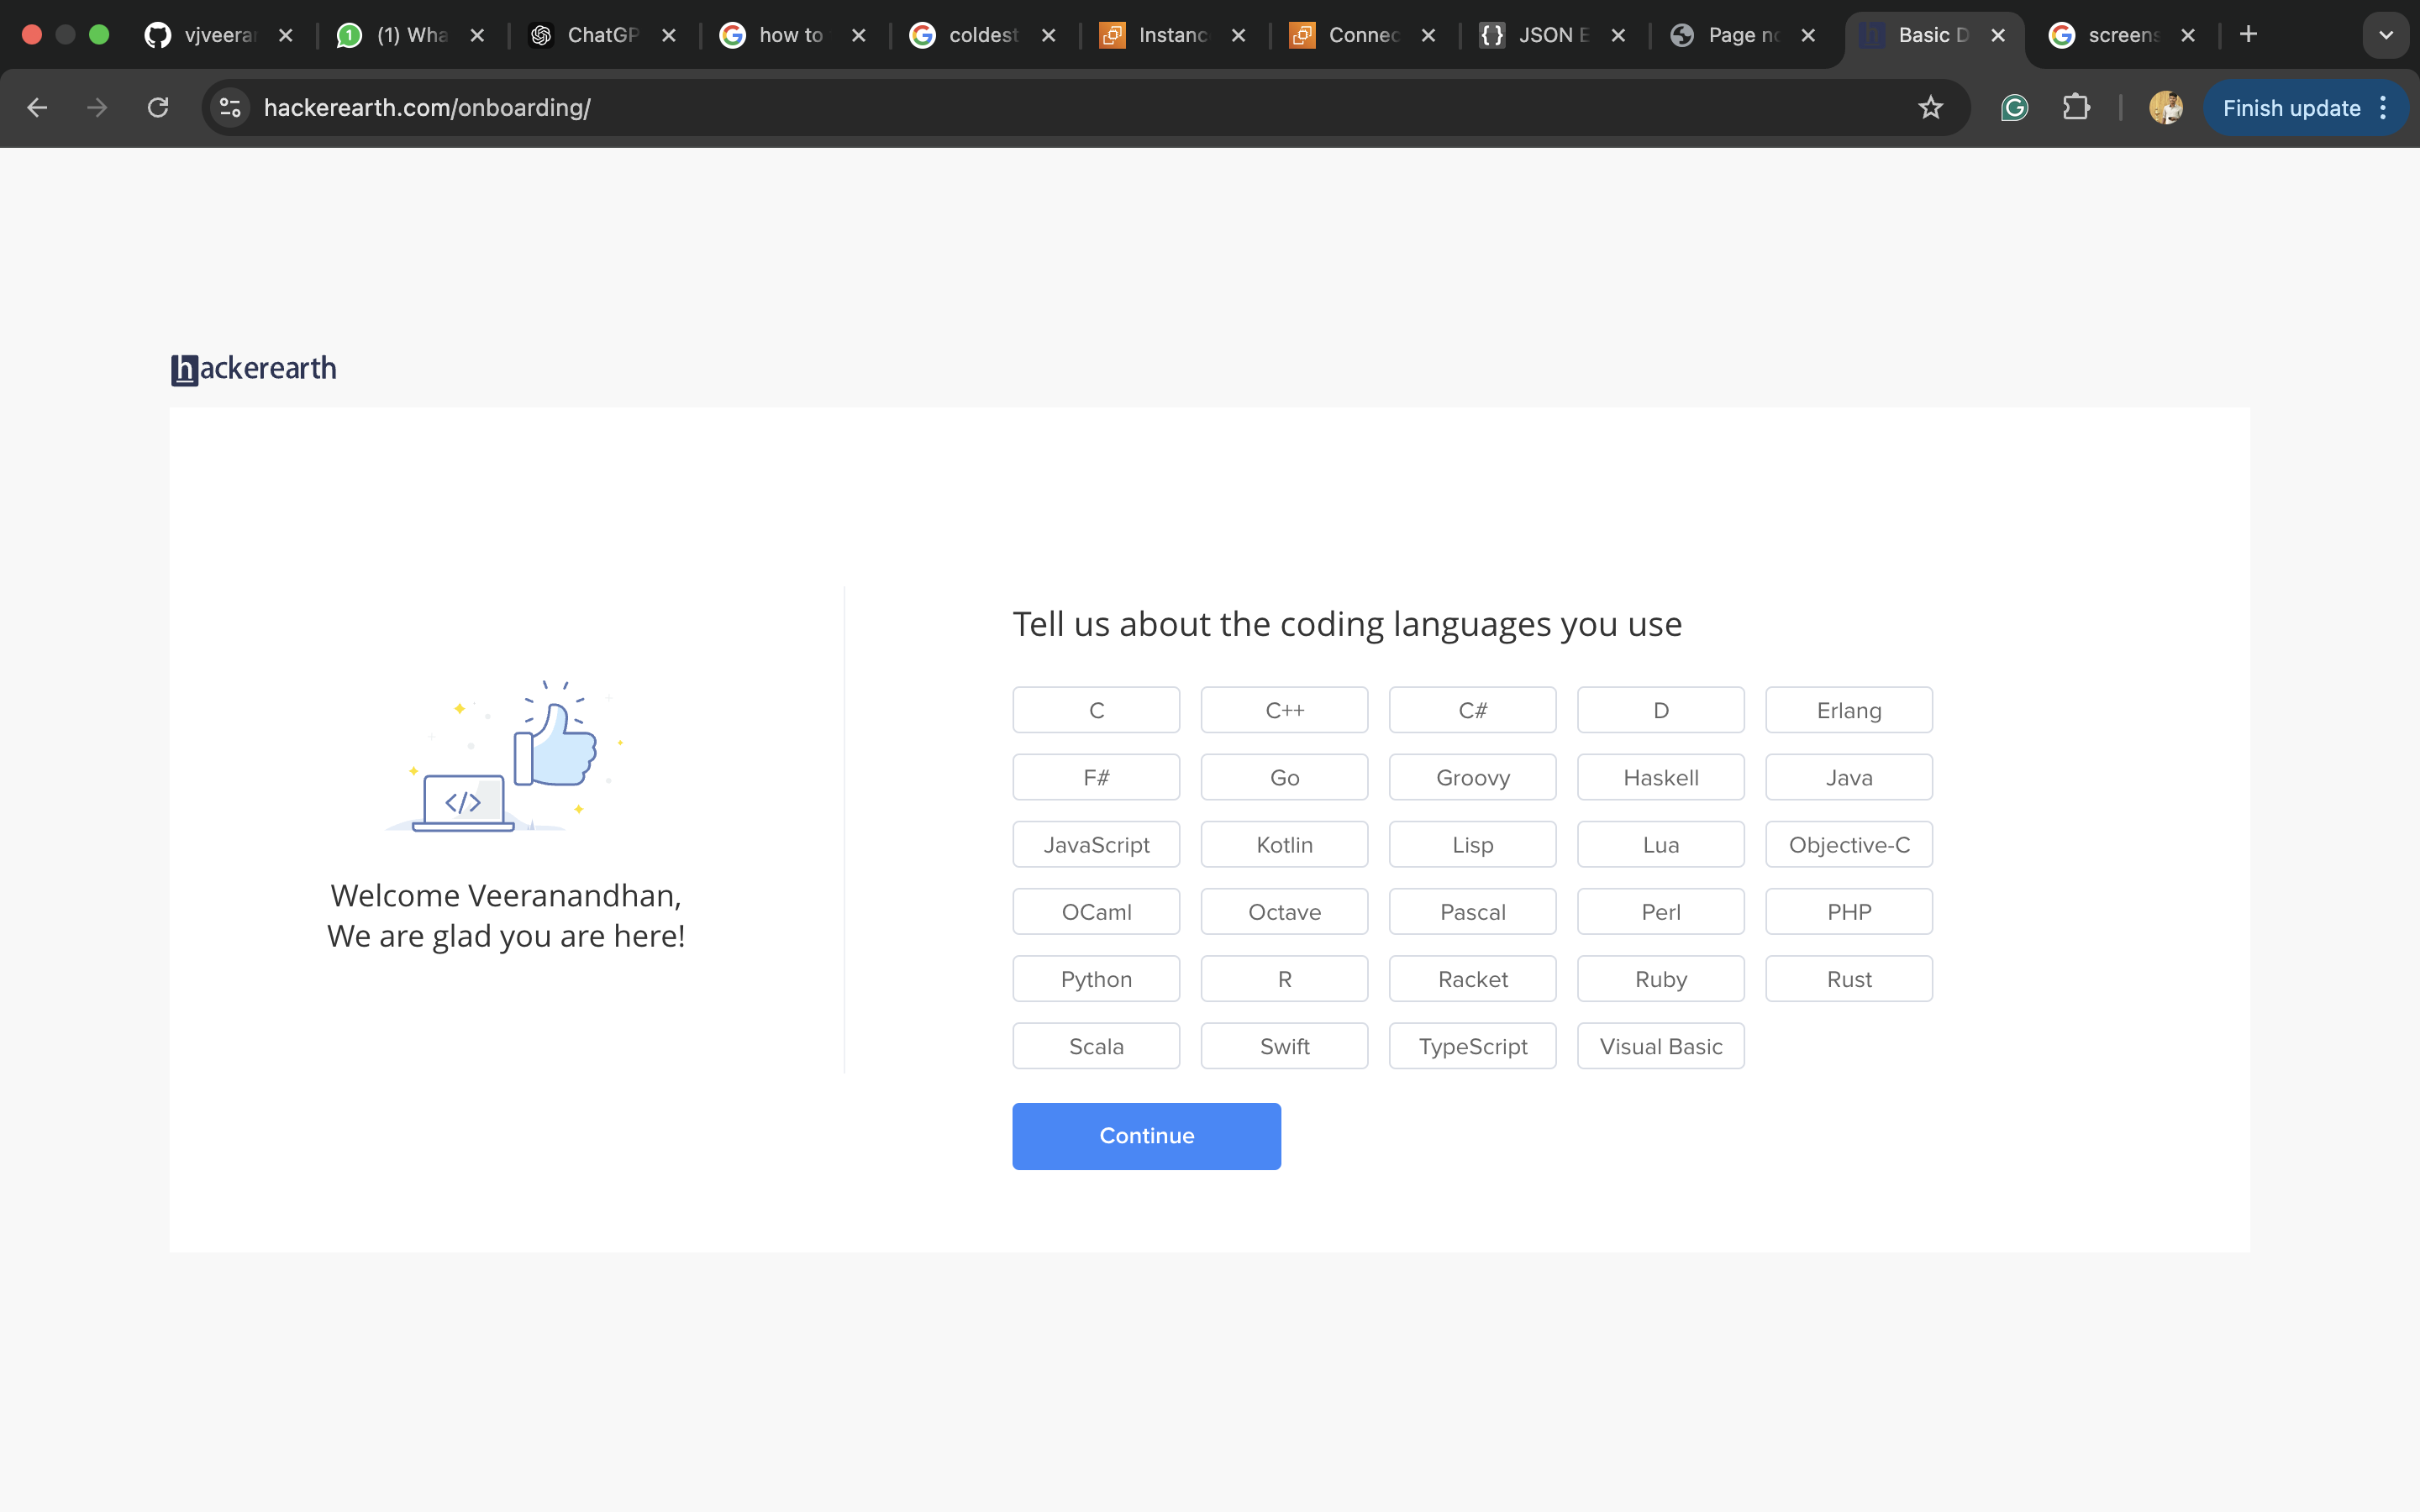 vjveera
(1) Wha
ChatGP
how to
coldest
Instanc
Connec
{ } JSON E
Page no
Basic D
screens
hackerearth.com/onboarding/
Finish update
hackerearth
Tell us about the coding languages you use
C C++ C# D Erlang
F# Go Groovy Haskell Java
</>
JavaScript Kotlin Lisp Lua Objective-C
Welcome Veeranandhan,
We are glad you are here!
OCaml Octave Pascal Perl PHP
Python R Racket Ruby Rust
Scala Swift TypeScript Visual Basic
Continue